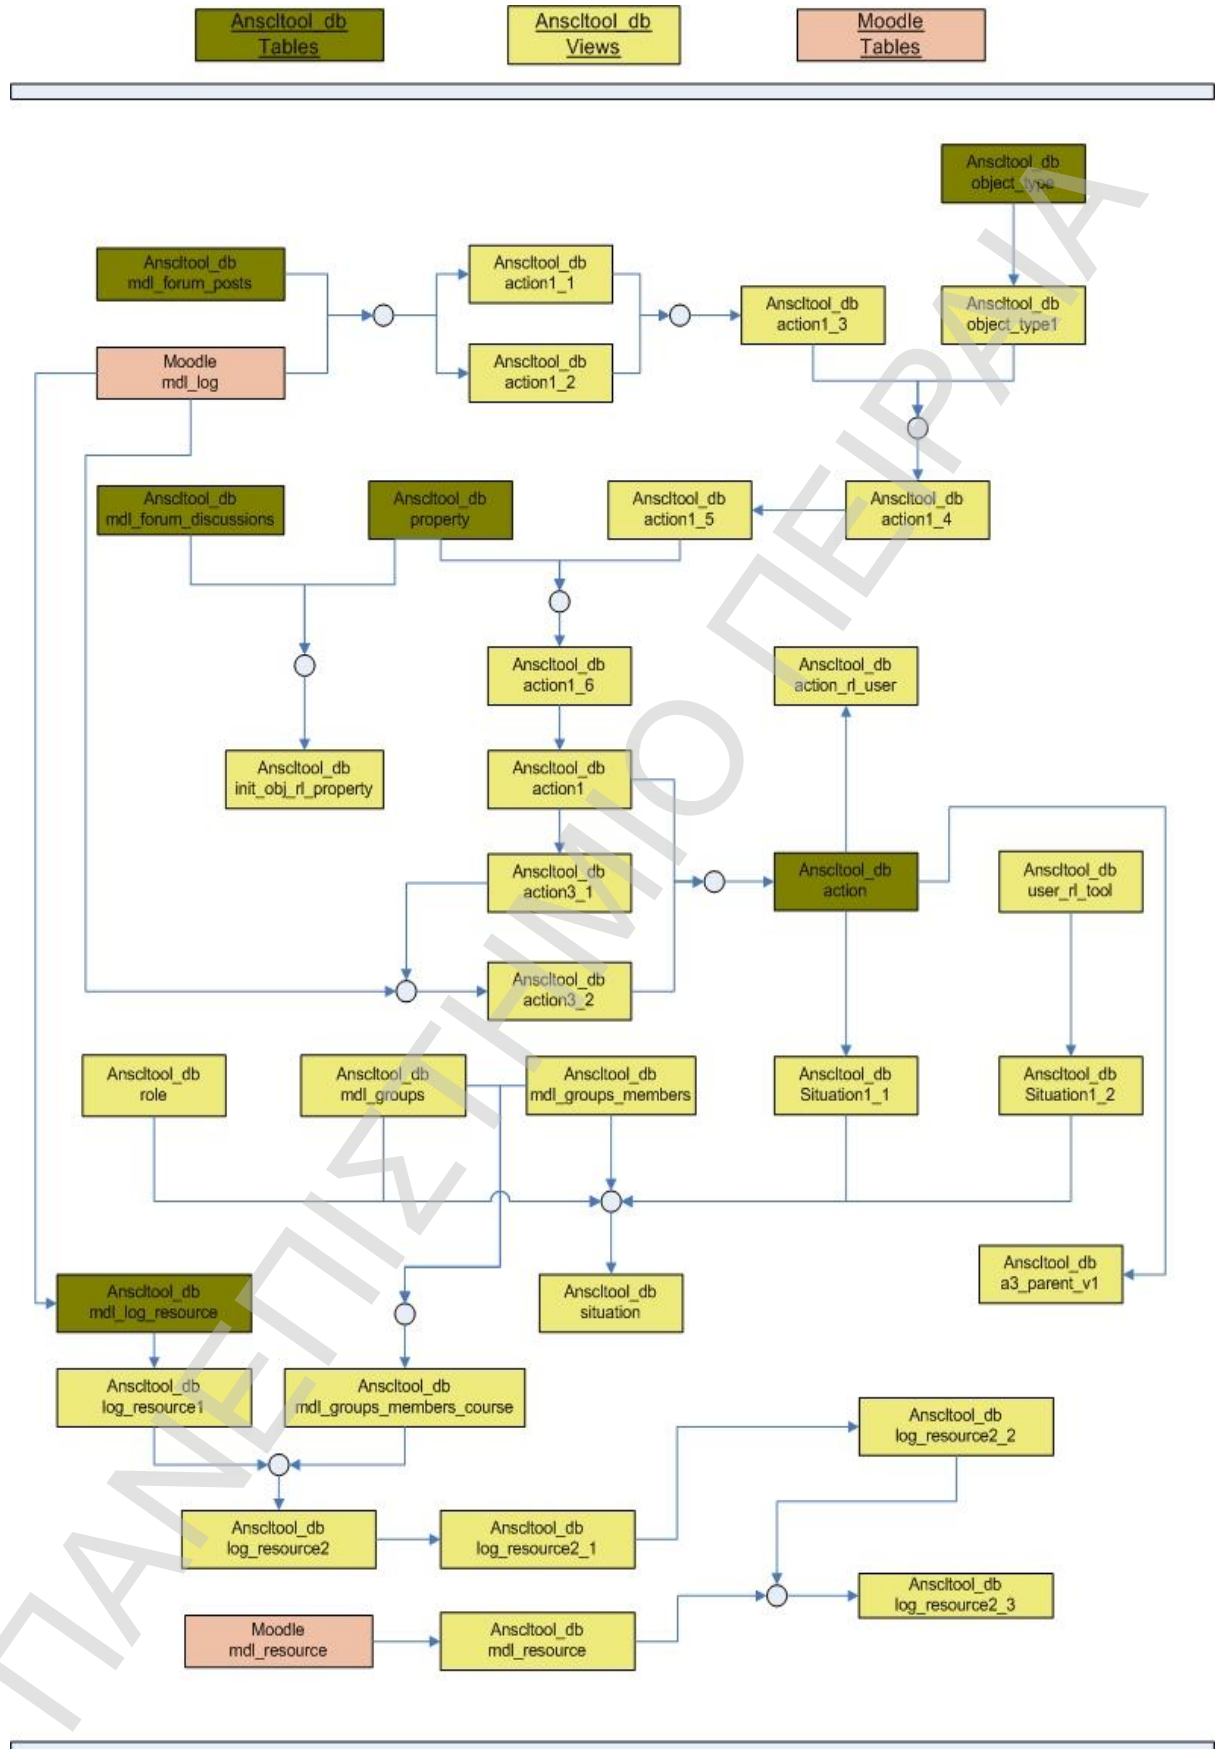 Anscltool_db
Tables
Anscltool_db
Views
Moodle
Tables
Anscltool_db
object_type
Anscltool_db
mdl_forum_posts
Anscltool_db
action1_1
Anscltool_db
action1_3
Anscltool_db
object_type1
Moodle
mdl_log
Anscltool_db
action1_2
Anscltool_db
mdl_forum_discussions
Anscltool_db
property
Anscltool_db
action1_5
Anscltool_db
action1_4
Anscltool_db
action1_6
Anscltool_db
action_rl_user
Anscltool_db
init_obj_rl_property
Anscltool_db
action1
Anscltool_db
action3_1
Anscltool_db
action
Anscltool_db
user_rl_tool
Anscltool_db
action3_2
Anscltool_db
role
Anscltool_db
mdl_groups
Anscltool_db
mdl_groups_members
Anscltool_db
Situation1_1
Anscltool_db
Situation1_2
Anscltool_db
mdl_log_resource
Anscltool_db
situation
Anscltool_db
a3_parent_v1
Anscltool_db
log_resource1
Anscltool_db
mdl_groups_members_course
Anscltool_db
log_resource2_2
Anscltool_db
log_resource2
Anscltool_db
log_resource2_1
Anscltool_db
log_resource2_3
Moodle
mdl_resource
Anscltool_db
mdl_resource
ΠΑΝΕΠΙΣΤΗΜΙΟ ΠΕΙΡΑΙΑ